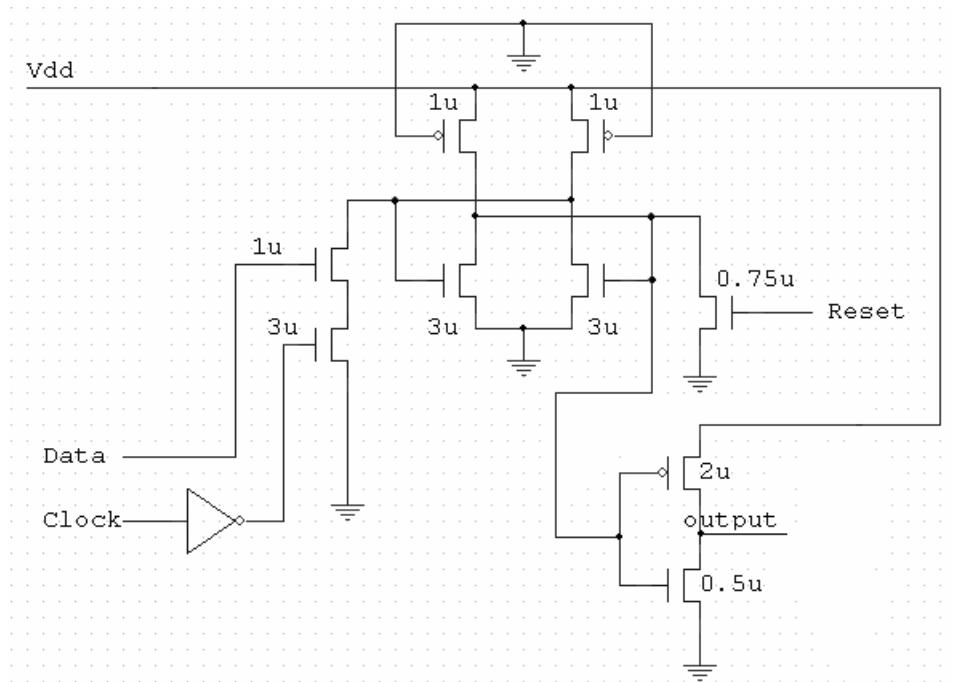 Vdd
1u 1u
1u
0.75u
3u
3u 3u
Reset
Data
2u
Clock
output
0.5u